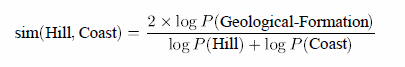 sim(Hill, Coast) = 2 × log P(Geological-Formation) / log P(Hill) + log P(Coast)